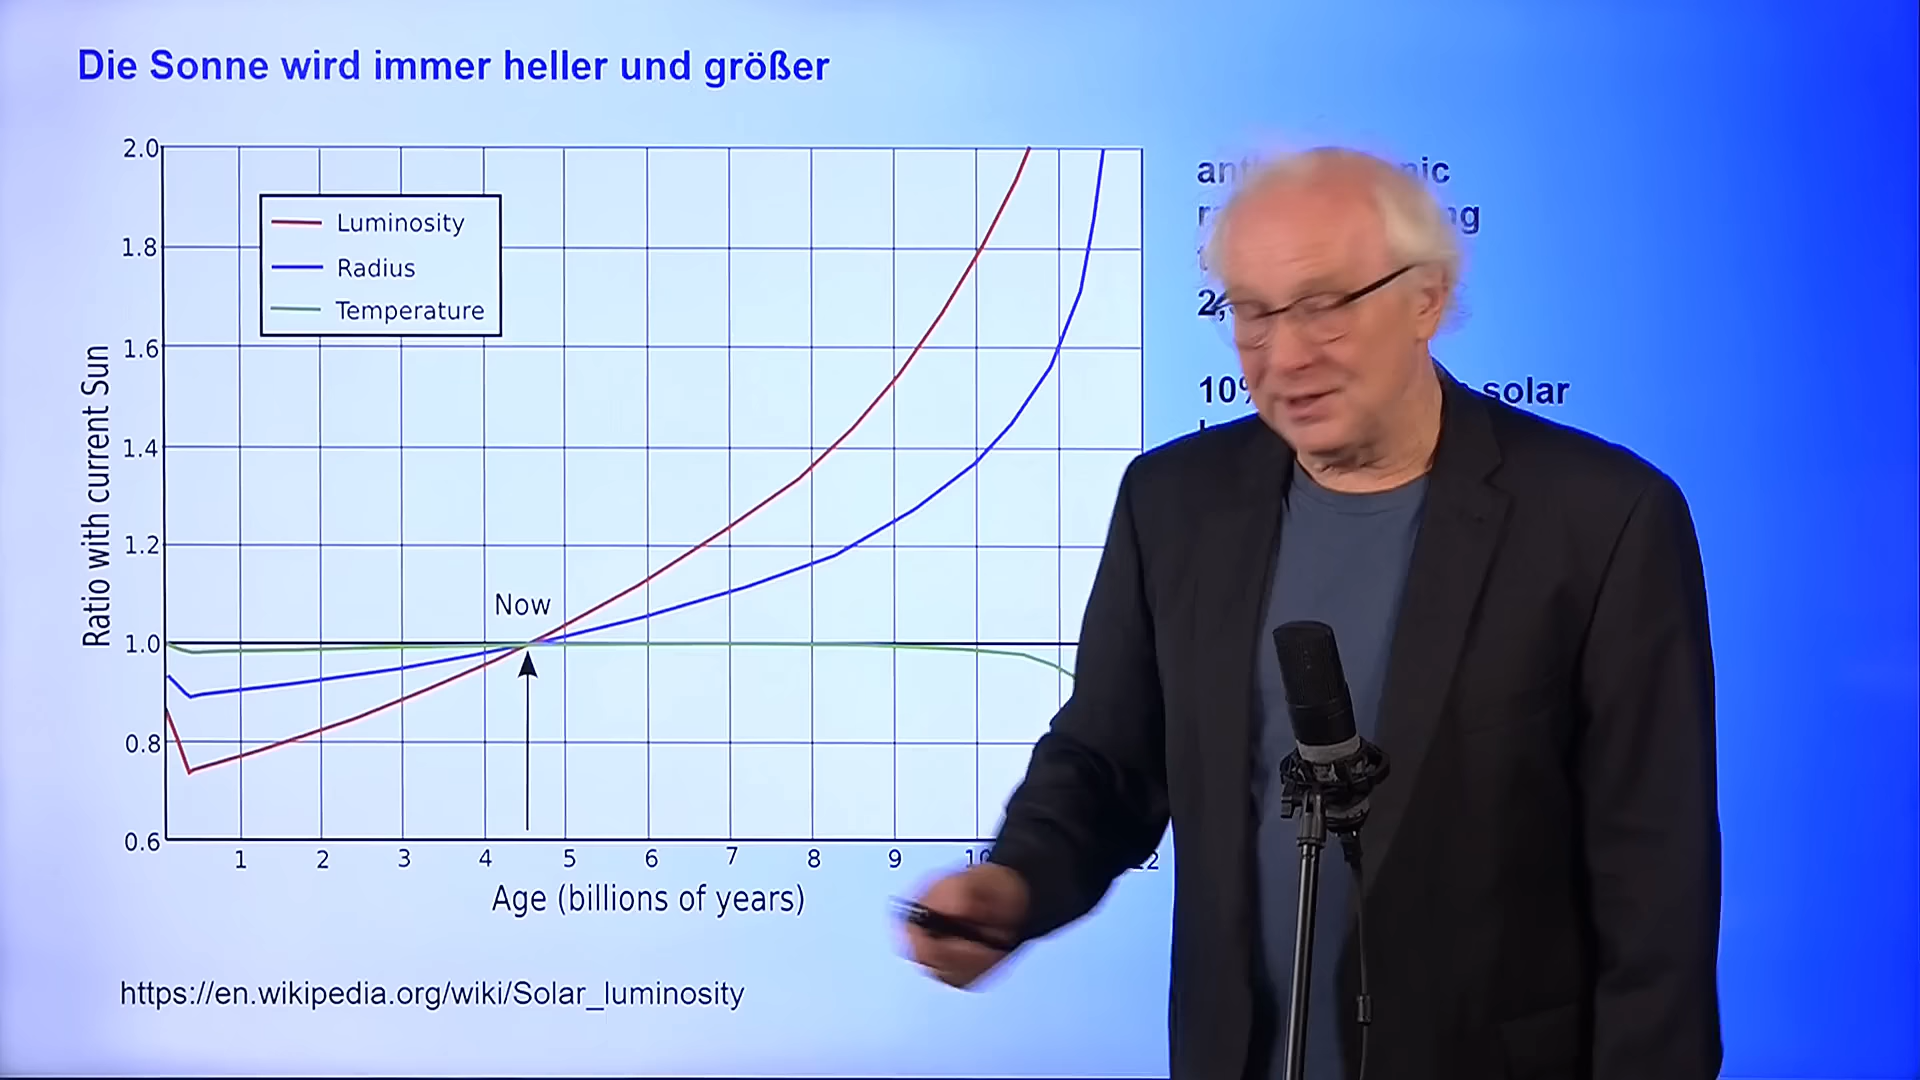 Die Sonne wird immer heller und größer
2.0
1.8
1.6
1.4
1.2
1.0
0.8
0.6
Ratio with current Sun
Luminosity
Radius
Temperature
Now
1 2 3 4 5 6 7 8 9
Age (billions of years)
https://en.wikipedia.org/wiki/Solar_luminosity
solar